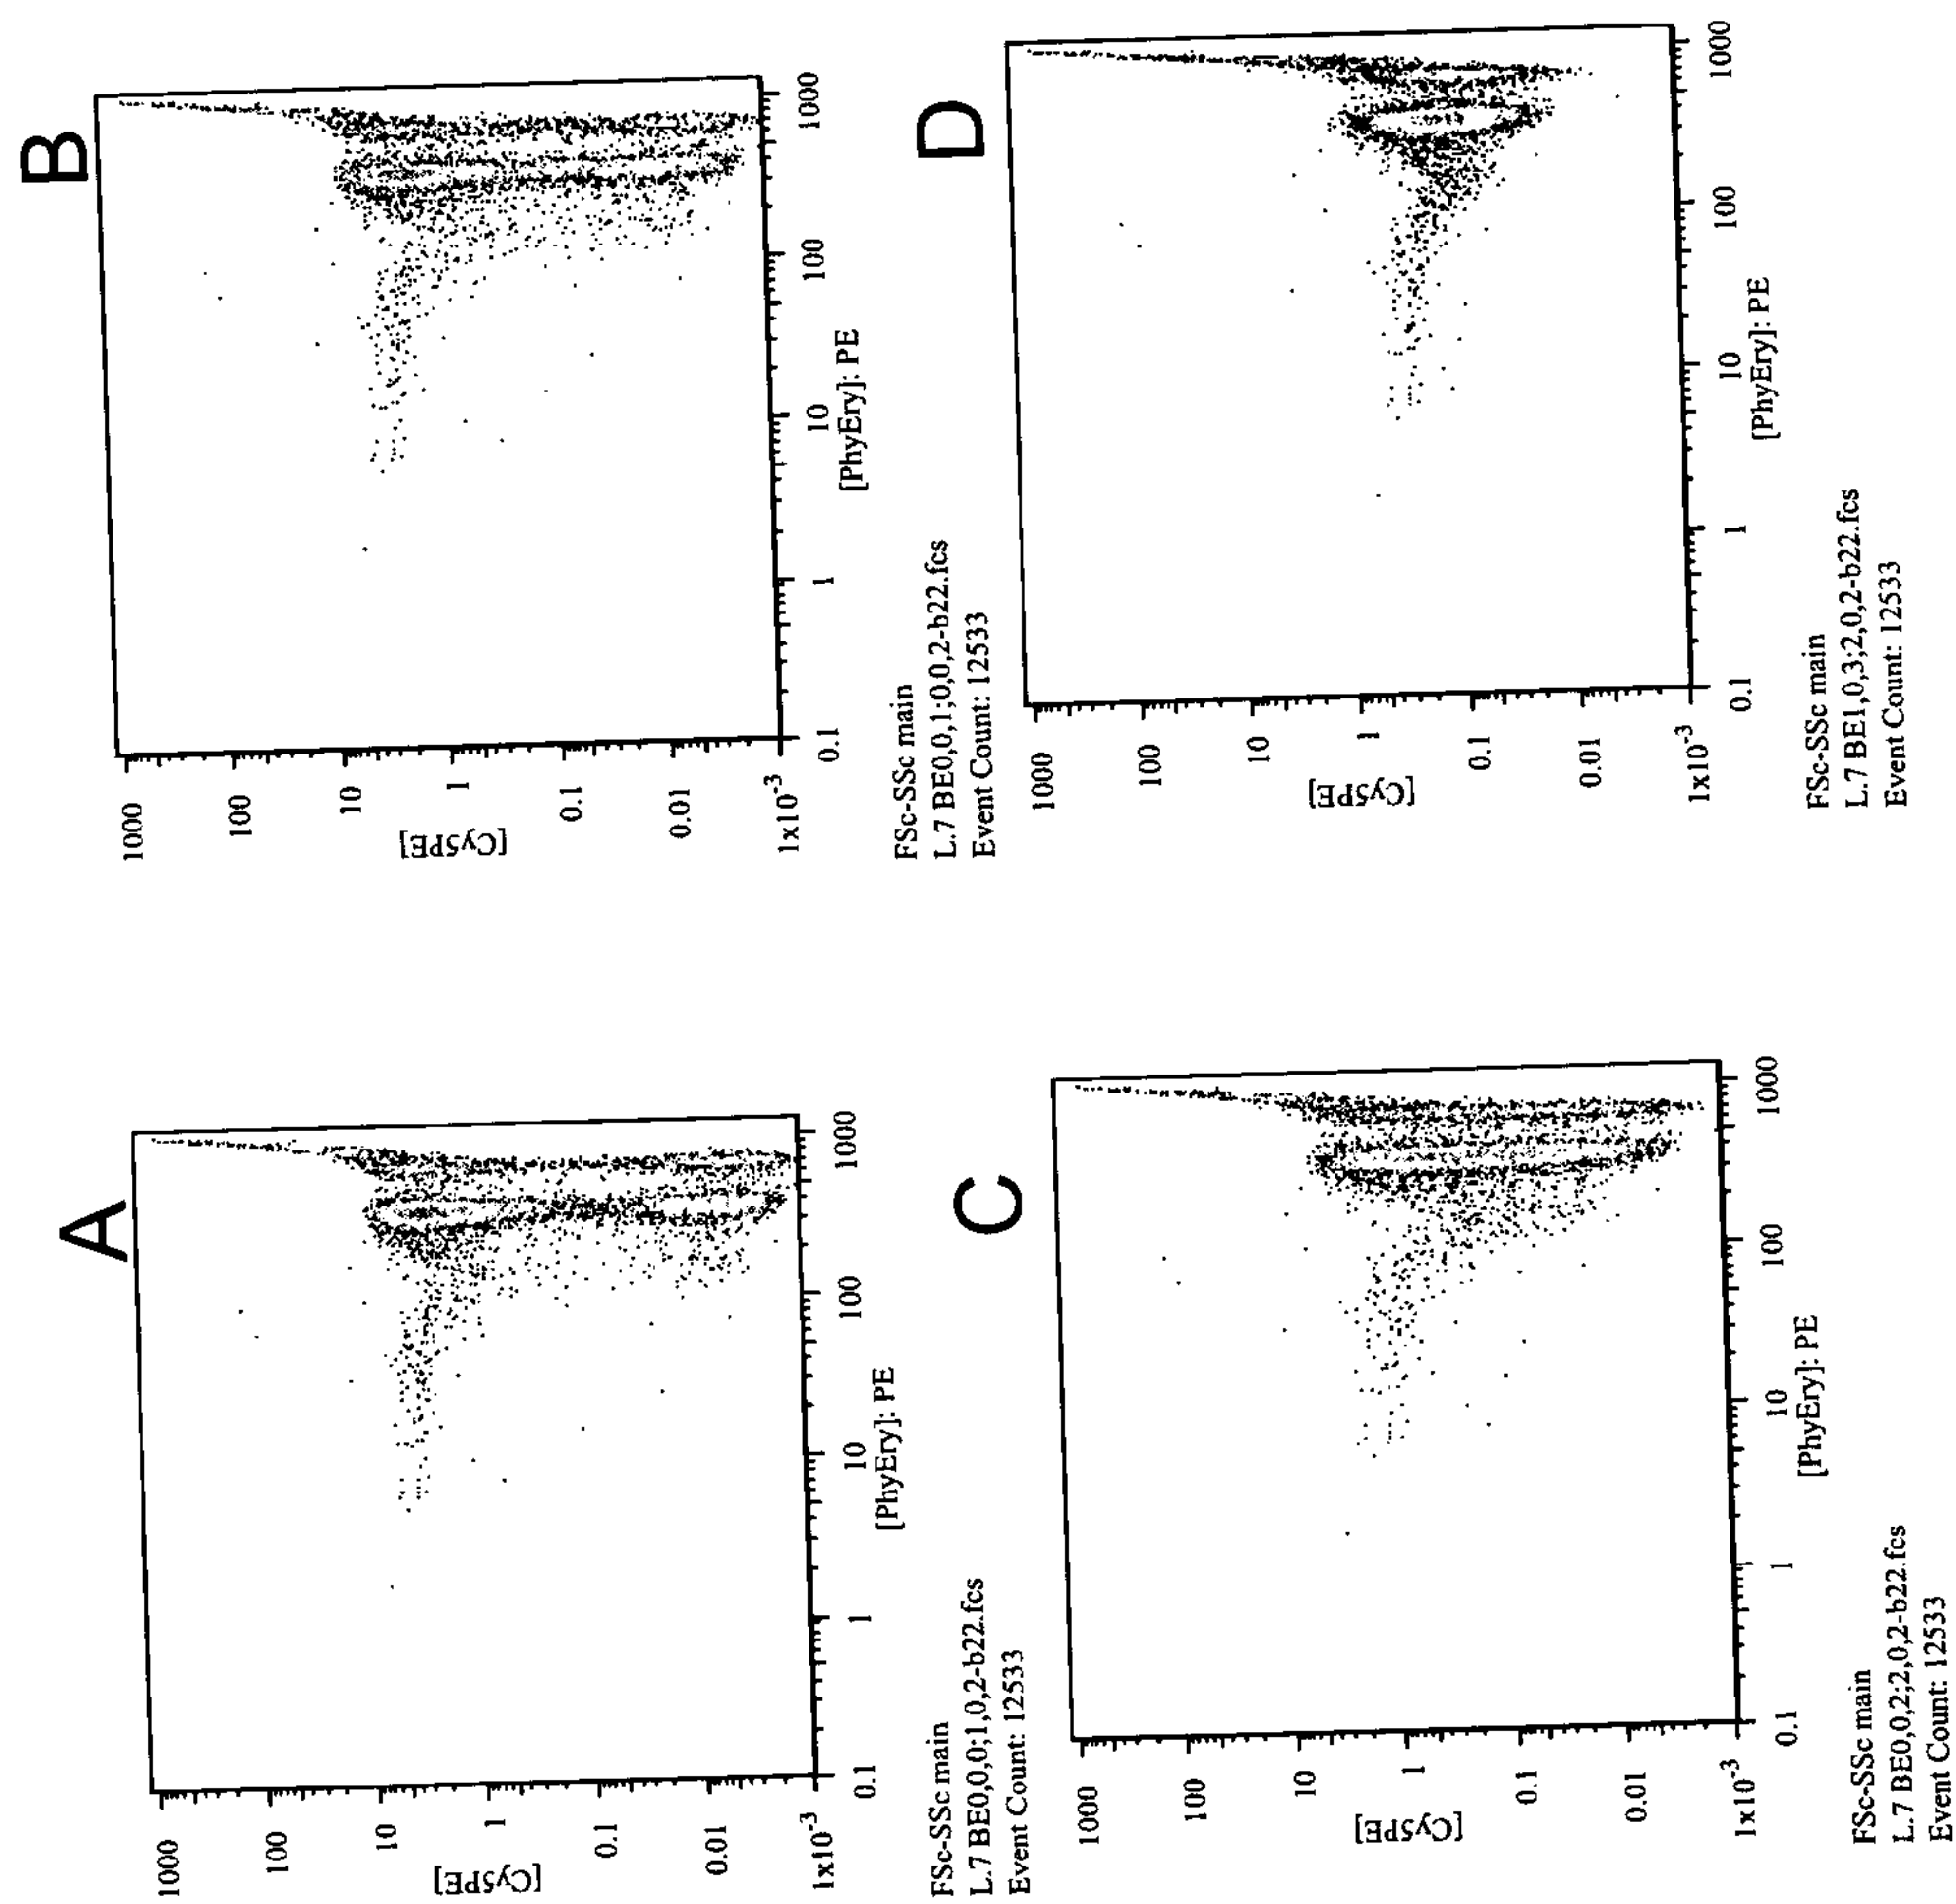 A
1000
100
10
1
0.1
0.01
1x10-3
[Cy5PE]
0.1
1
10
100
1000
[PhyEry]: PE
FSc-SSc main
L.7 BE0,0,0;1,0,2-b22.fcs
Event Count: 12533
B
1000
100
10
1
0.1
0.01
1x10-3
[Cy5PE]
0.1
1
10
100
1000
[PhyEry]: PE
FSc-SSc main
L.7 BE0,0,1;0,0,2-b22.fcs
Event Count: 12533
C
1000
100
10
1
0.1
0.01
1x10-3
[Cy5PE]
0.1
1
10
100
1000
[PhyEry]: PE
FSc-SSc main
L.7 BE0,0,2;2,0,2-b22.fcs
Event Count: 12533
D
1000
100
10
1
0.1
0.01
1x10-3
[Cy5PE]
0.1
1
10
100
1000
[PhyEry]: PE
FSc-SSc main
L.7 BE1,0,3;2,0,2-b22.fcs
Event Count: 12533